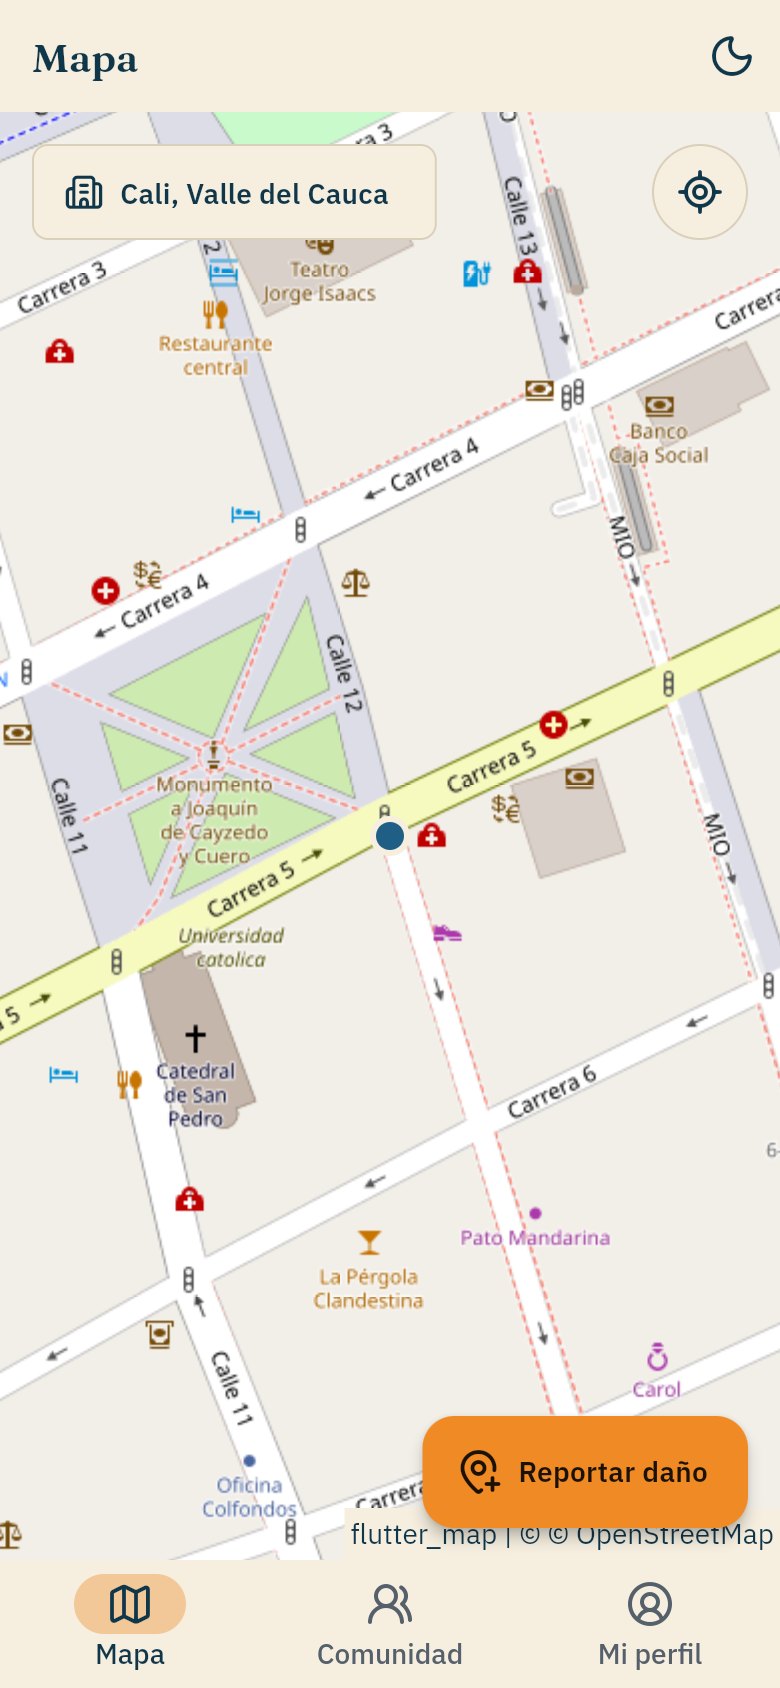 Mapa
Cali, Valle del Cauca
Calle 13
Teatro
Jorge Isaacs
Carrera 3
Restaurante
central
Banco
Caja Social
Carrera 4
MIO
Carrera 4
Calle 12
Monumento
a Joaquín
de Cayzedo
y Cuero
Calle 11
Carrera 5
MIO
Carrera 5
Universidad
catolica
Catedral
de San
Pedro
Carrera 6
Pato Mandarina
La Pérgola
Clandestina
Calle 11
Carol
Oficina
Colfondos
Carrera
Reportar daño
flutter_map | © © OpenStreetMap
Mapa
Comunidad
Mi perfil